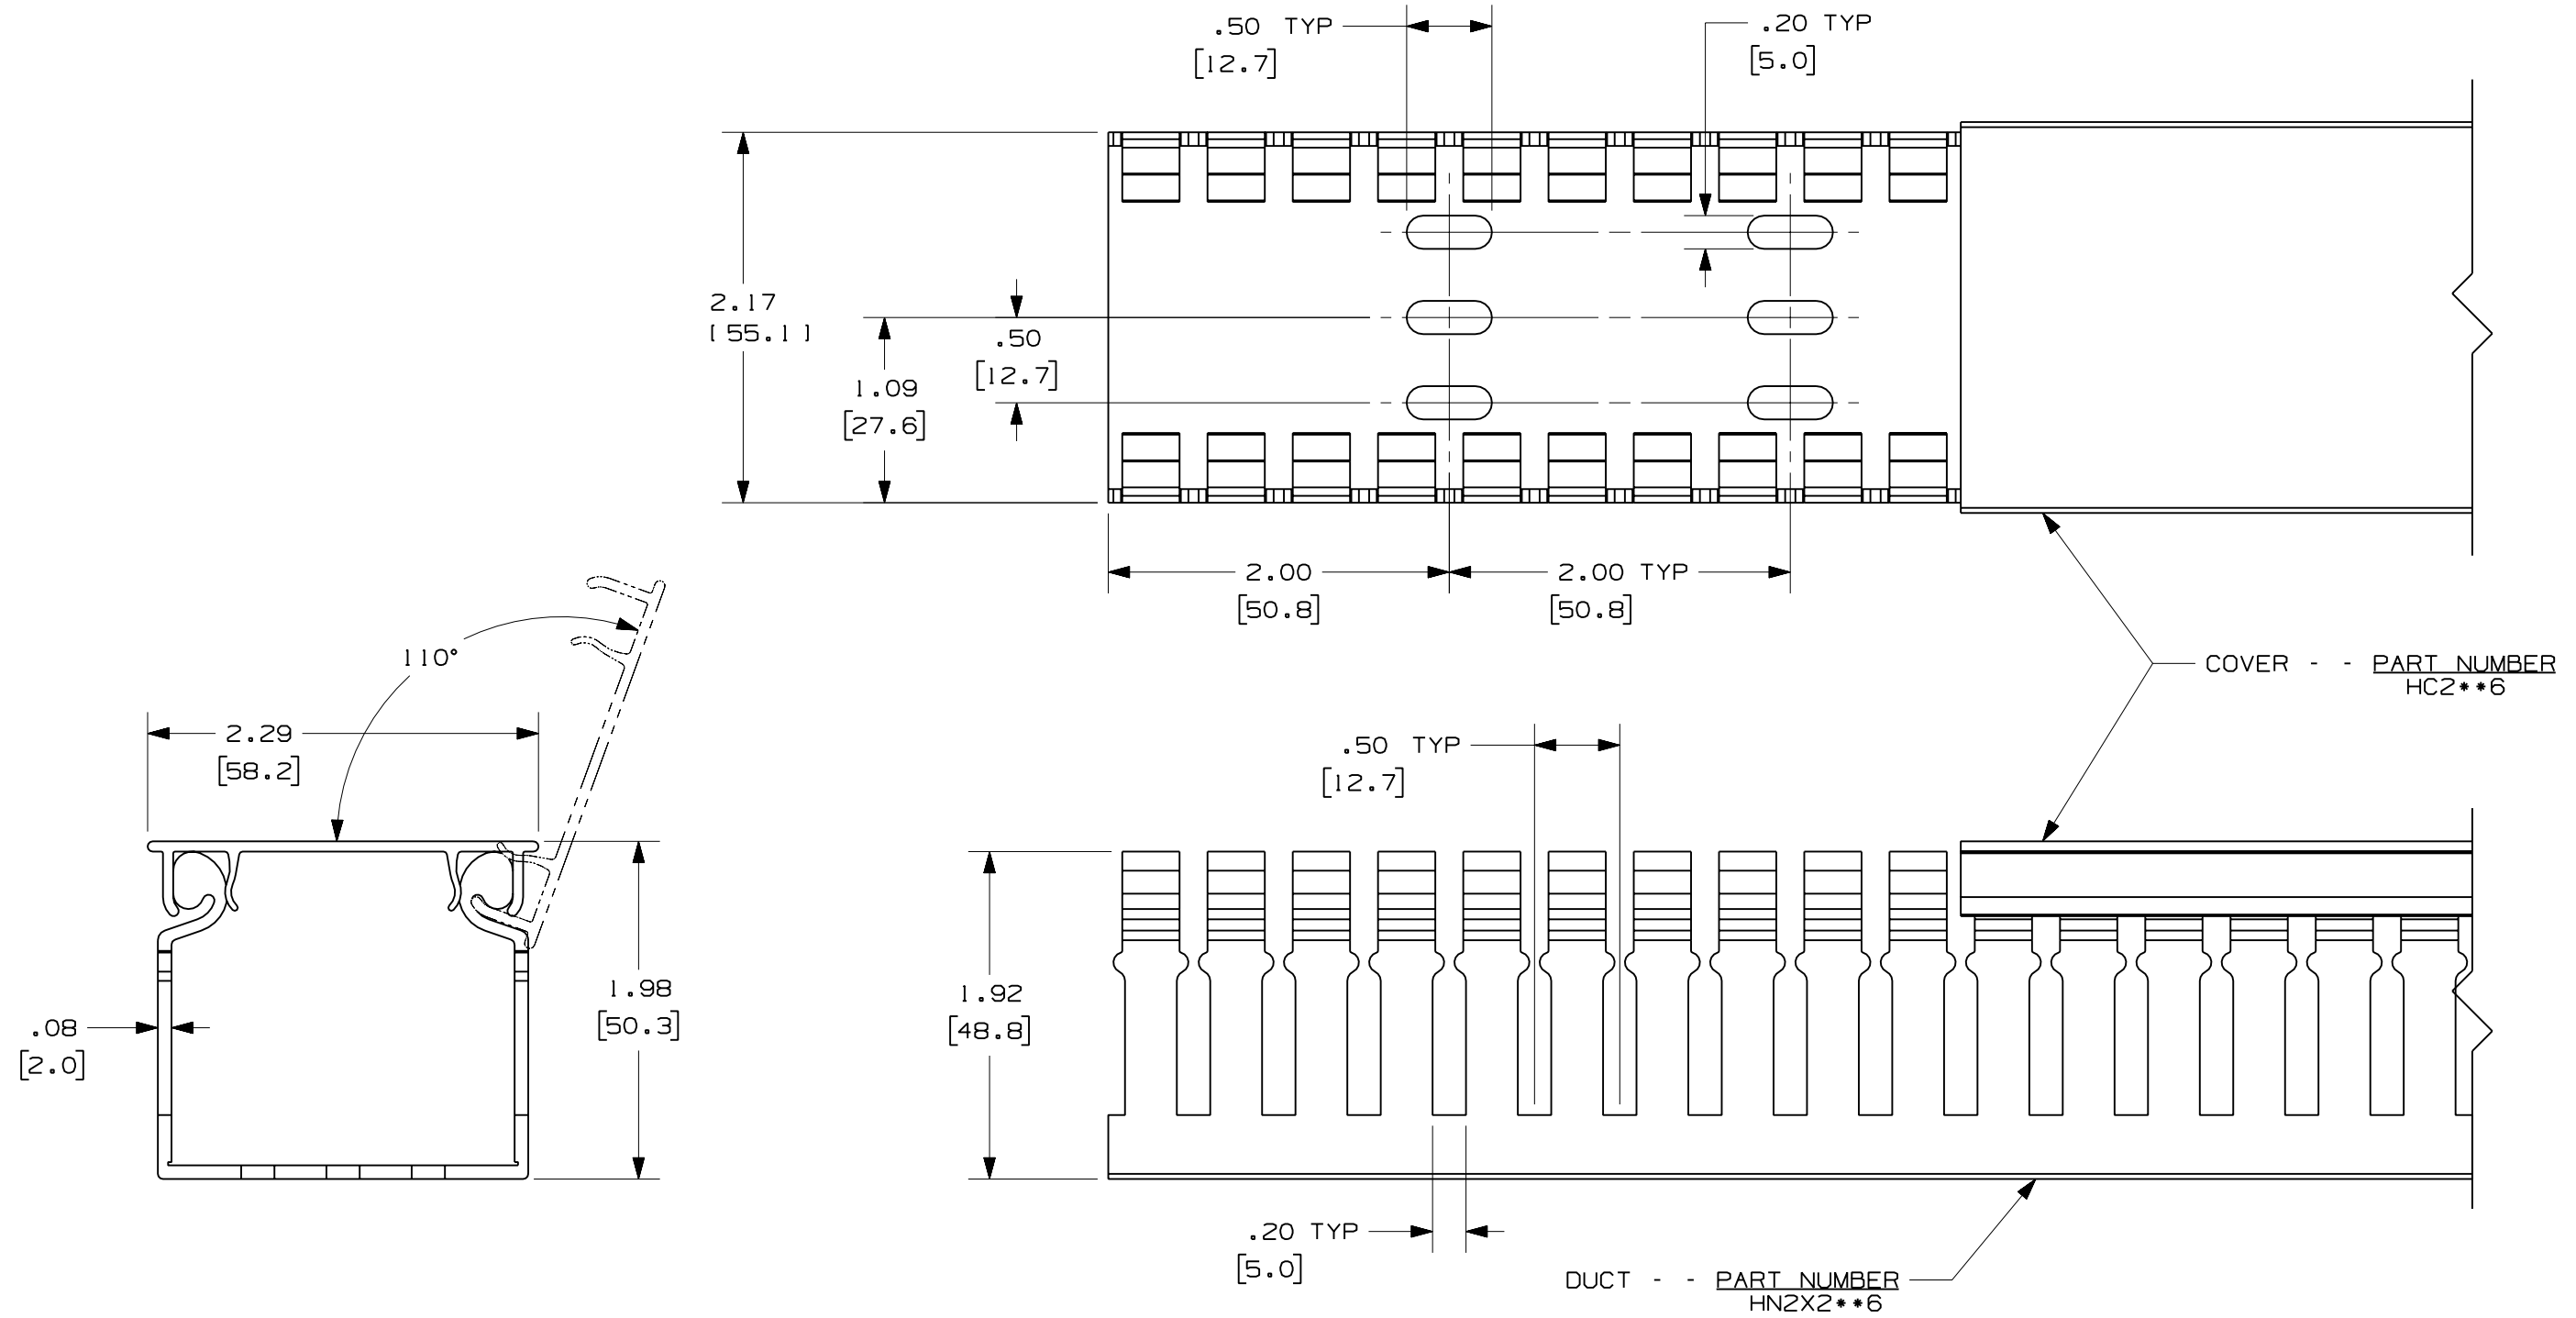 .50 TYP
[12.7]
.20 TYP
[5.0]
2.17
[55.1]
.50
[12.7]
1.09
[27.6]
2.00
[50.8]
2.00 TYP
[50.8]
110°
COVER - - PART NUMBER
HC2**6
2.29
[58.2]
.50 TYP
[12.7]
1.98
[50.3]
1.92
[48.8]
.08
[2.0]
.20 TYP
[5.0]
DUCT - - PART NUMBER
HN2X2**6